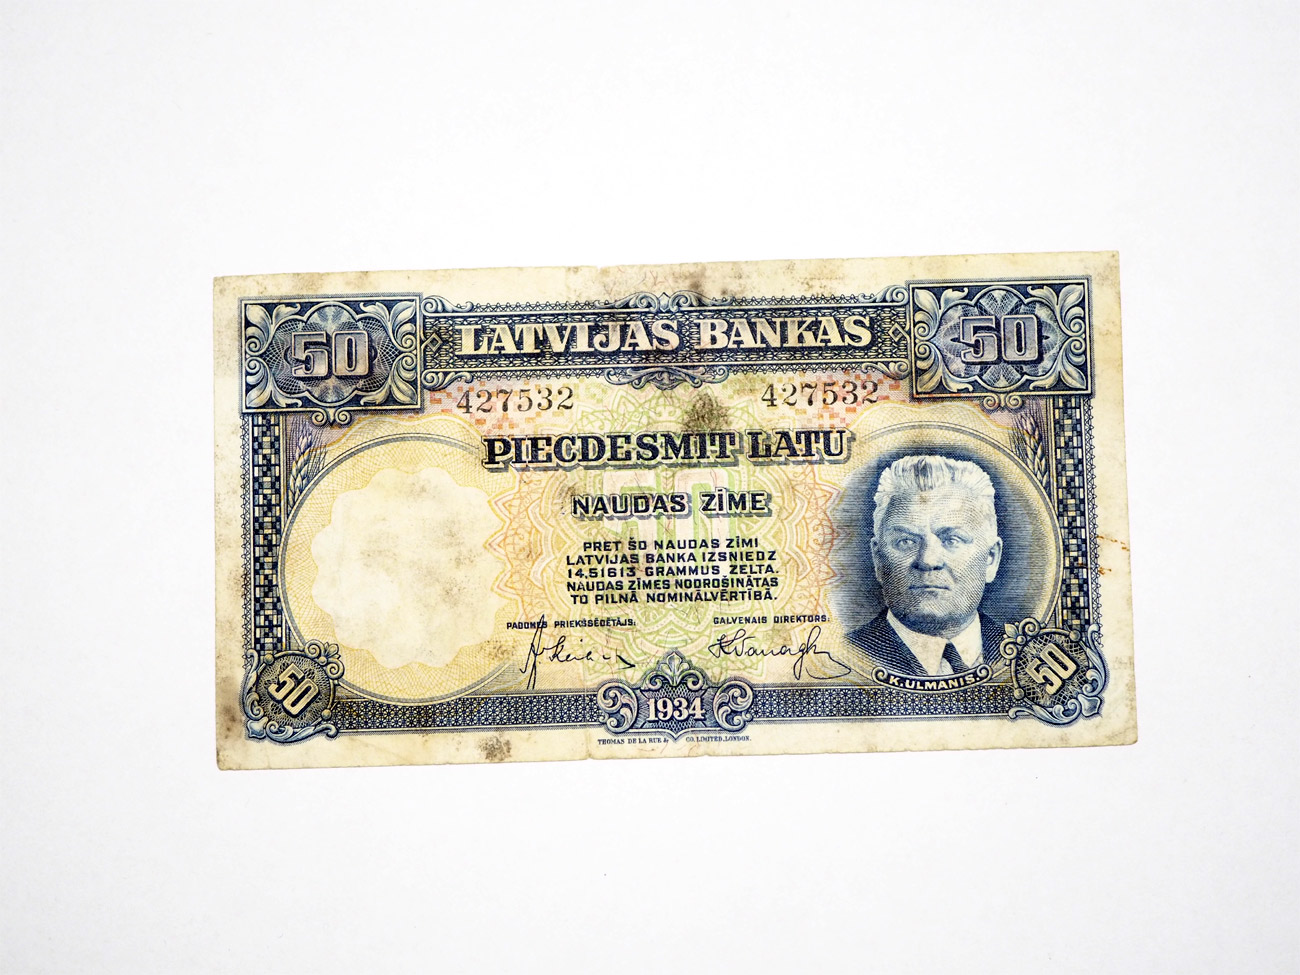 50 LATVIJAS BANKAS 50
427532 427532
PIECDESMIT LATU
NAUDAS ZĪME
PRET ŠO NAUDAS ZĪMI
LATVIJAS BANKA IZSNIEDZ
14,51613 GRAMMUS ZELTA.
NAUDAS ZĪMES NODROŠINĀTAS
TO PILNĀ NOMINĀLVĒRTĪBĀ.
PADOMES PRIEKSSĒDĒTĀJS: GALVENAIS DIREKTORS:
K. ULMANIS.
50 1934 50
THOMAS DE LA RUE & CO. LIMITED, LONDON.